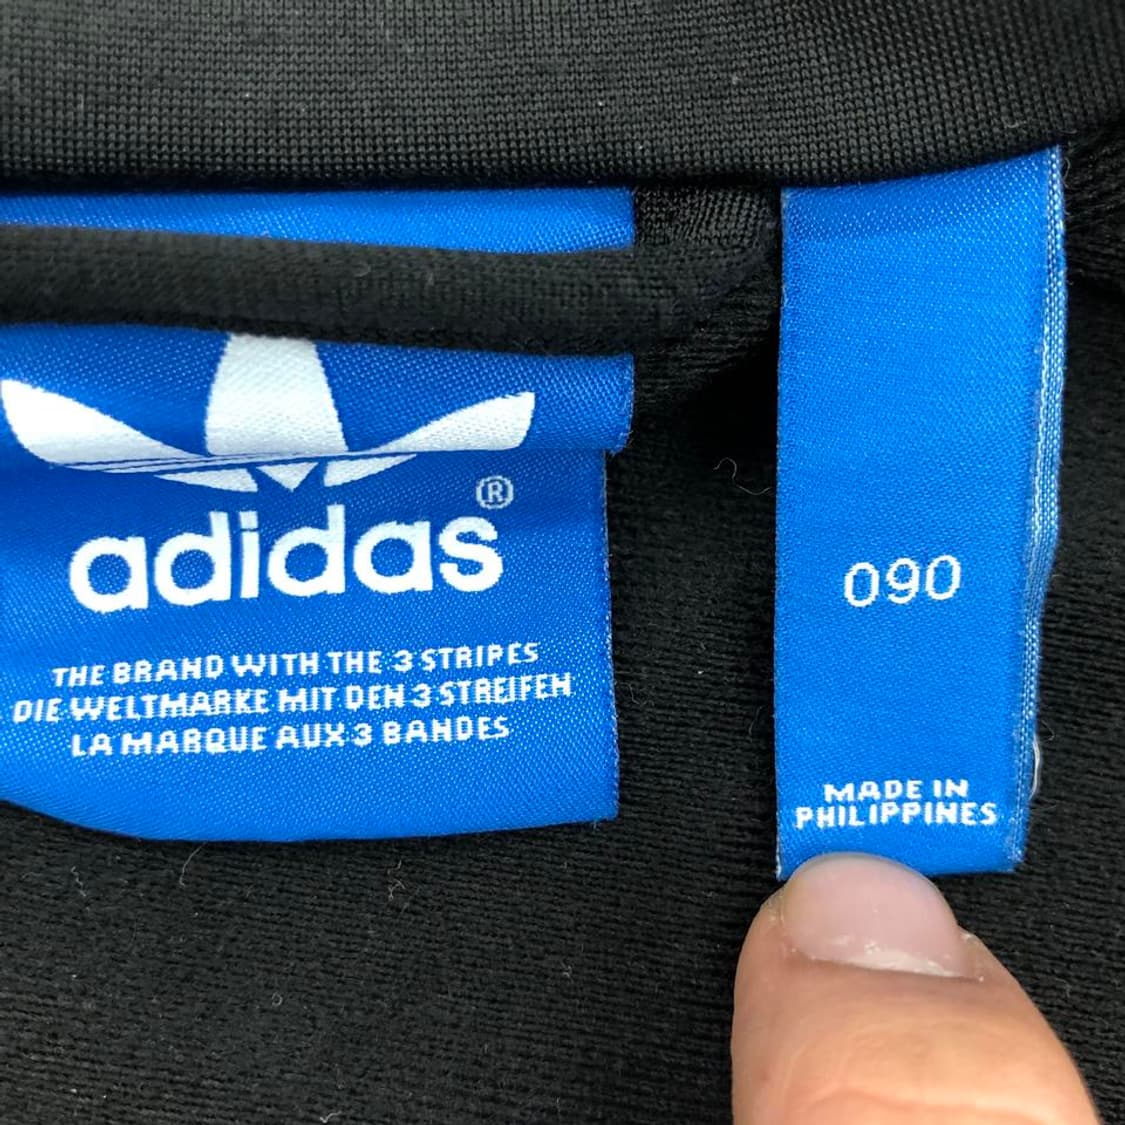 adidas®
THE BRAND WITH THE 3 STRIPES
DIE WELTMARKE MIT DEN 3 STREIFEN
LA MARQUE AUX 3 BANDES
090
MADE IN
PHILIPPINES